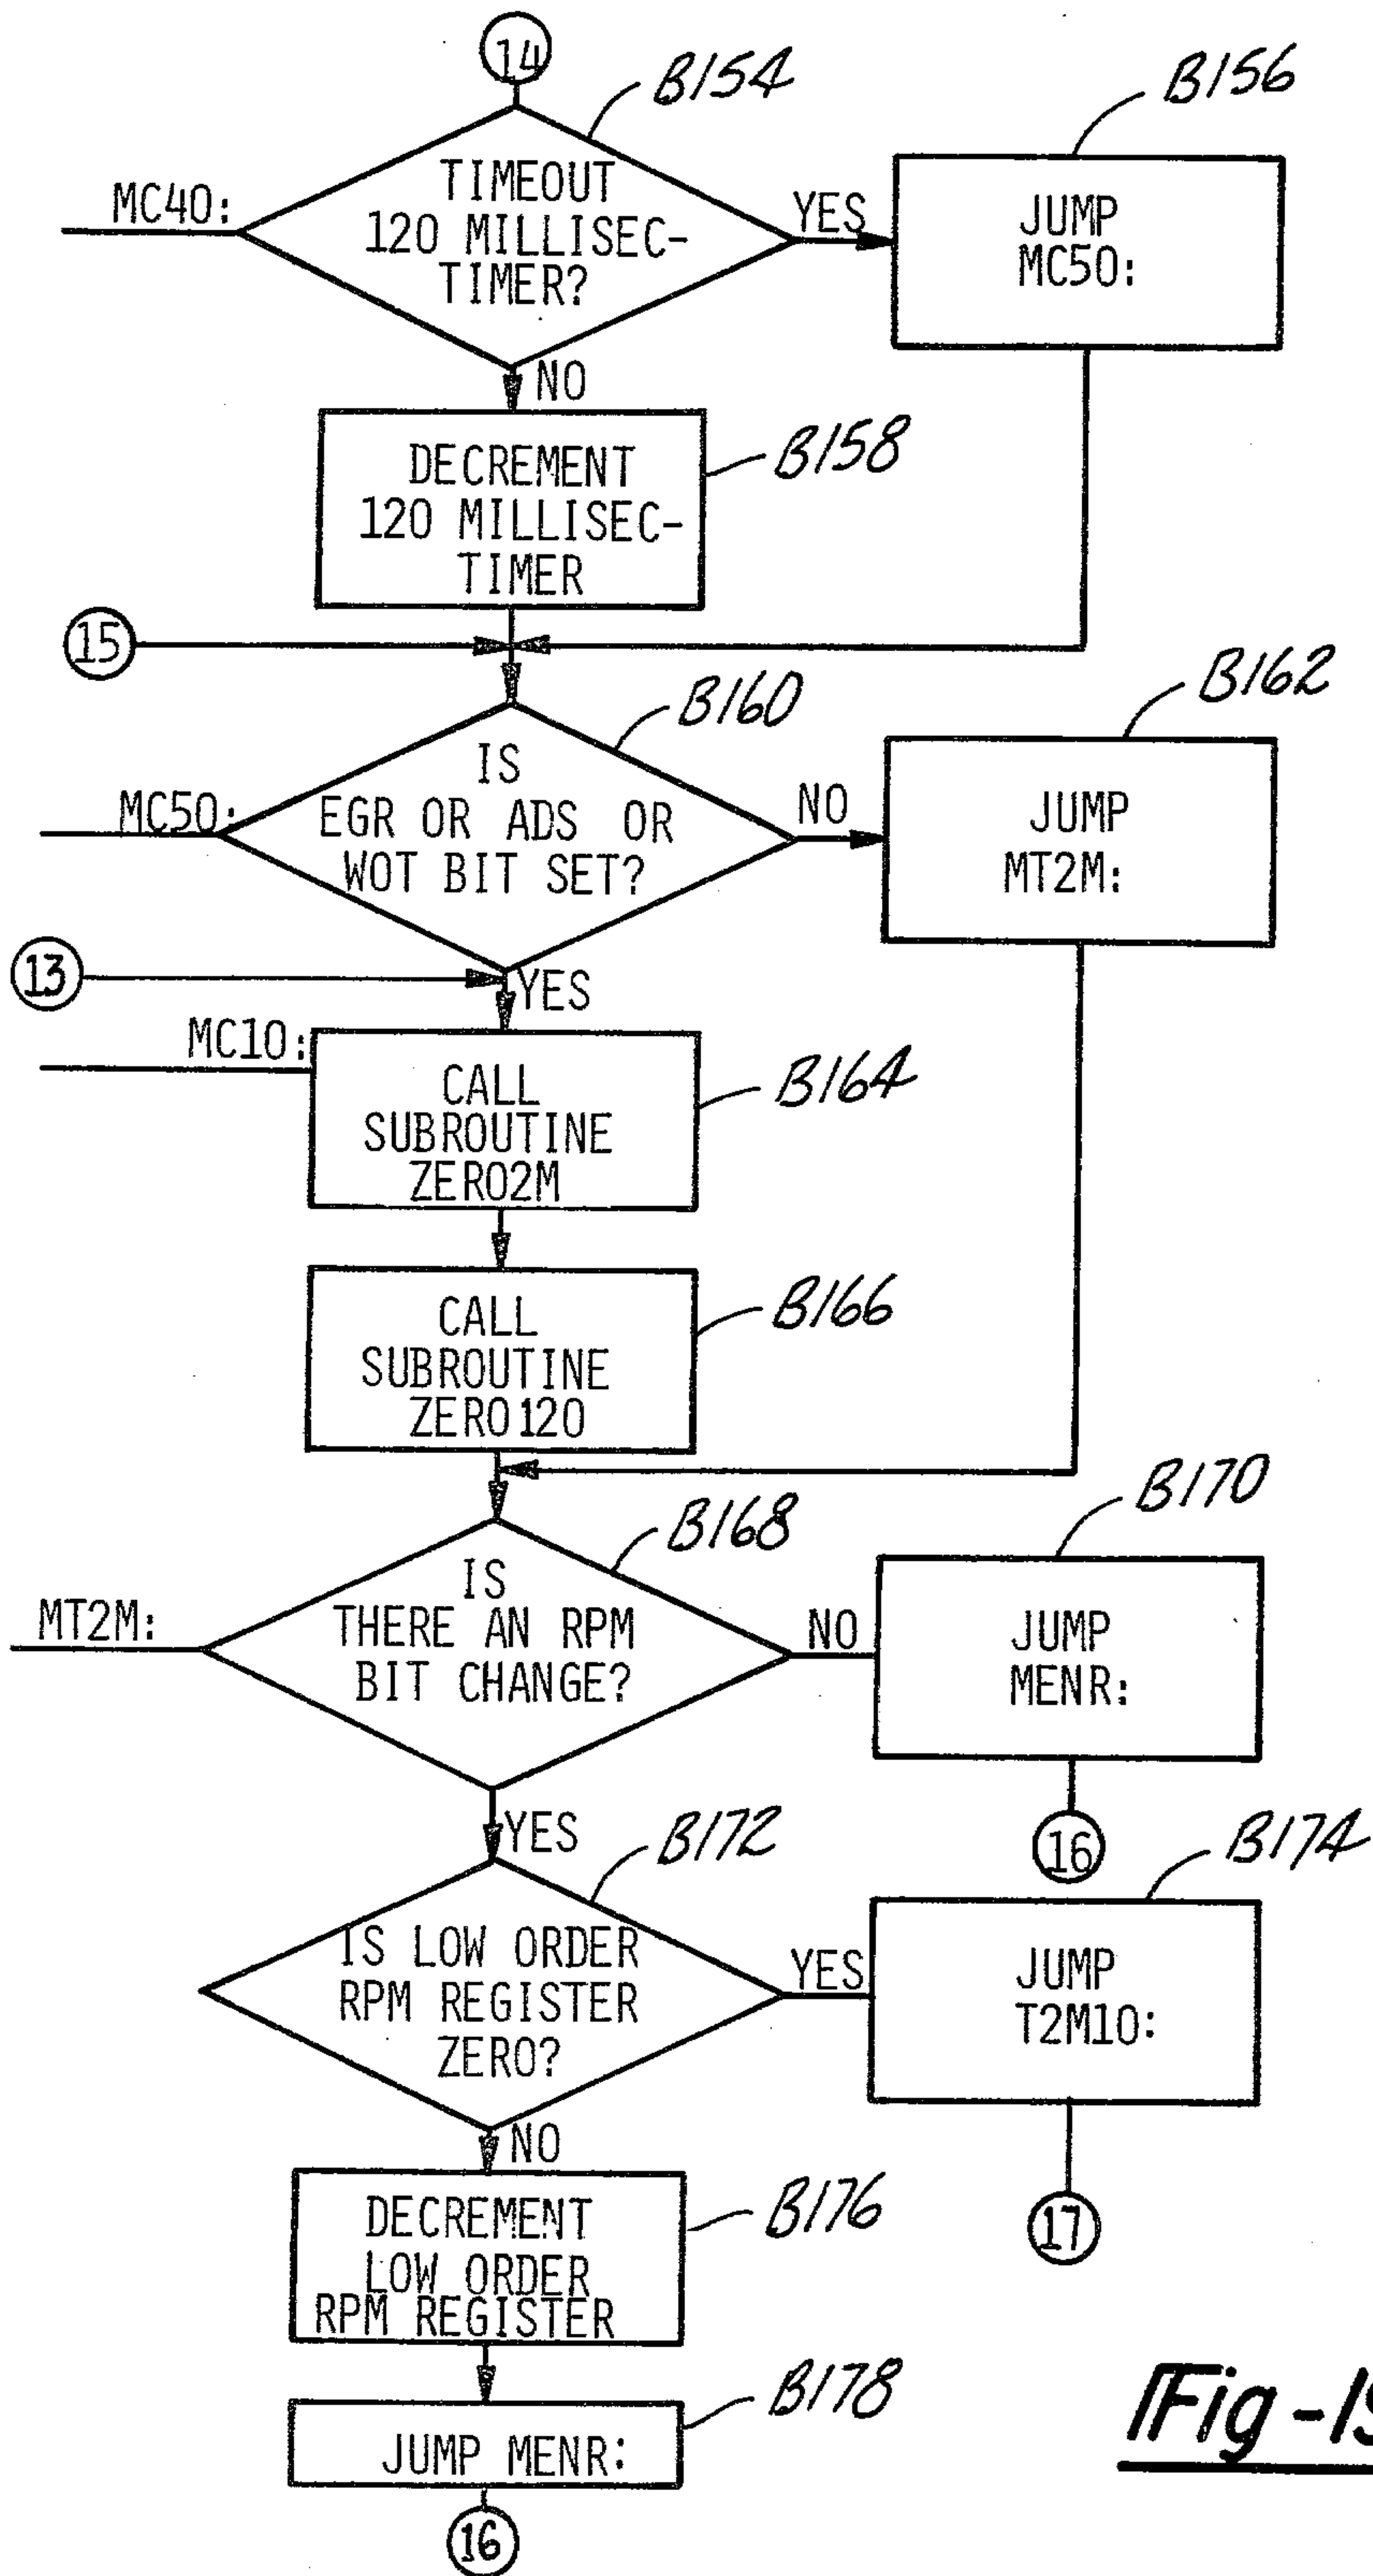 14
B154
B156
MC40:
TIMEOUT
120 MILLISEC-
TIMER?
YES
JUMP
MC50:
NO
DECREMENT
120 MILLISEC-
TIMER
B158
15
B160
B162
MC50:
IS
EGR OR ADS OR
WOT BIT SET?
NO
JUMP
MT2M:
13
YES
MC10:
CALL
SUBROUTINE
ZERO2M
B164
CALL
SUBROUTINE
ZERO120
B166
B168
B170
MT2M:
IS
THERE AN RPM
BIT CHANGE?
NO
JUMP
MENR:
16
YES
B172
B174
IS LOW ORDER
RPM REGISTER
ZERO?
YES
JUMP
T2M10:
17
NO
DECREMENT
LOW ORDER
RPM REGISTER
B176
B178
JUMP MENR:
16